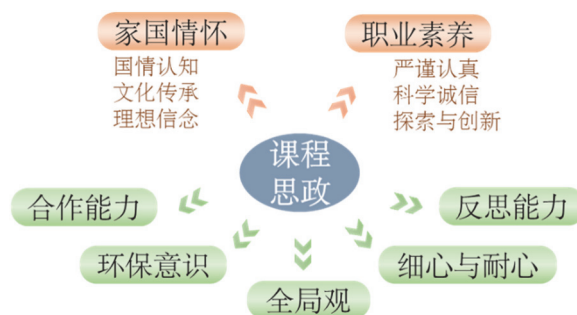 家国情怀
国情认知
文化传承
理想信念
职业素养
严谨认真
科学诚信
探索与创新
课程
思政
合作能力
反思能力
环保意识
细心与耐心
全局观